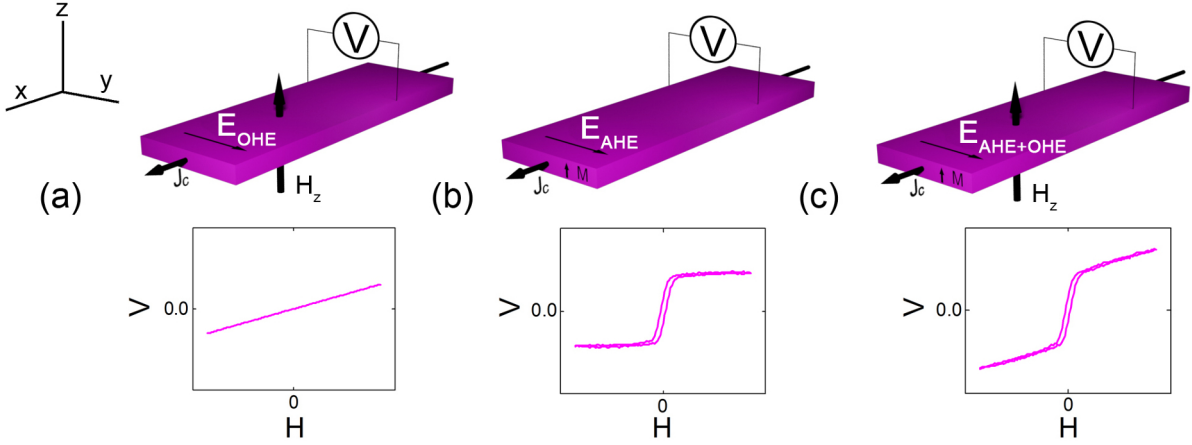 z
x
y
V
E_OHE
J_c
H_z
(a)
V
E_AHE
J_c
M
(b)
V
E_AHE+OHE
J_c
M
H_z
(c)
V
0.0
0
H
V
0.0
0
H
V
0.0
0
H